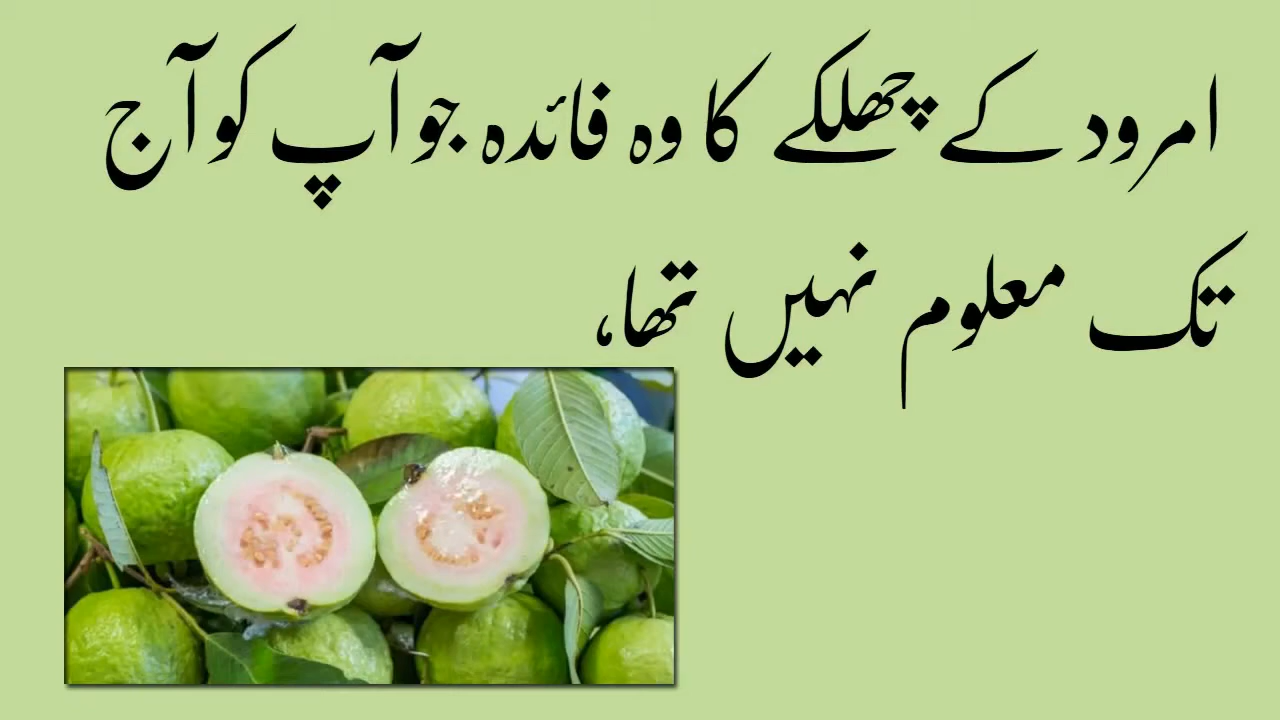 امرود کے چھلکے کا وہ فائدہ جو آپ کو آج
تک معلوم نہیں تھا،